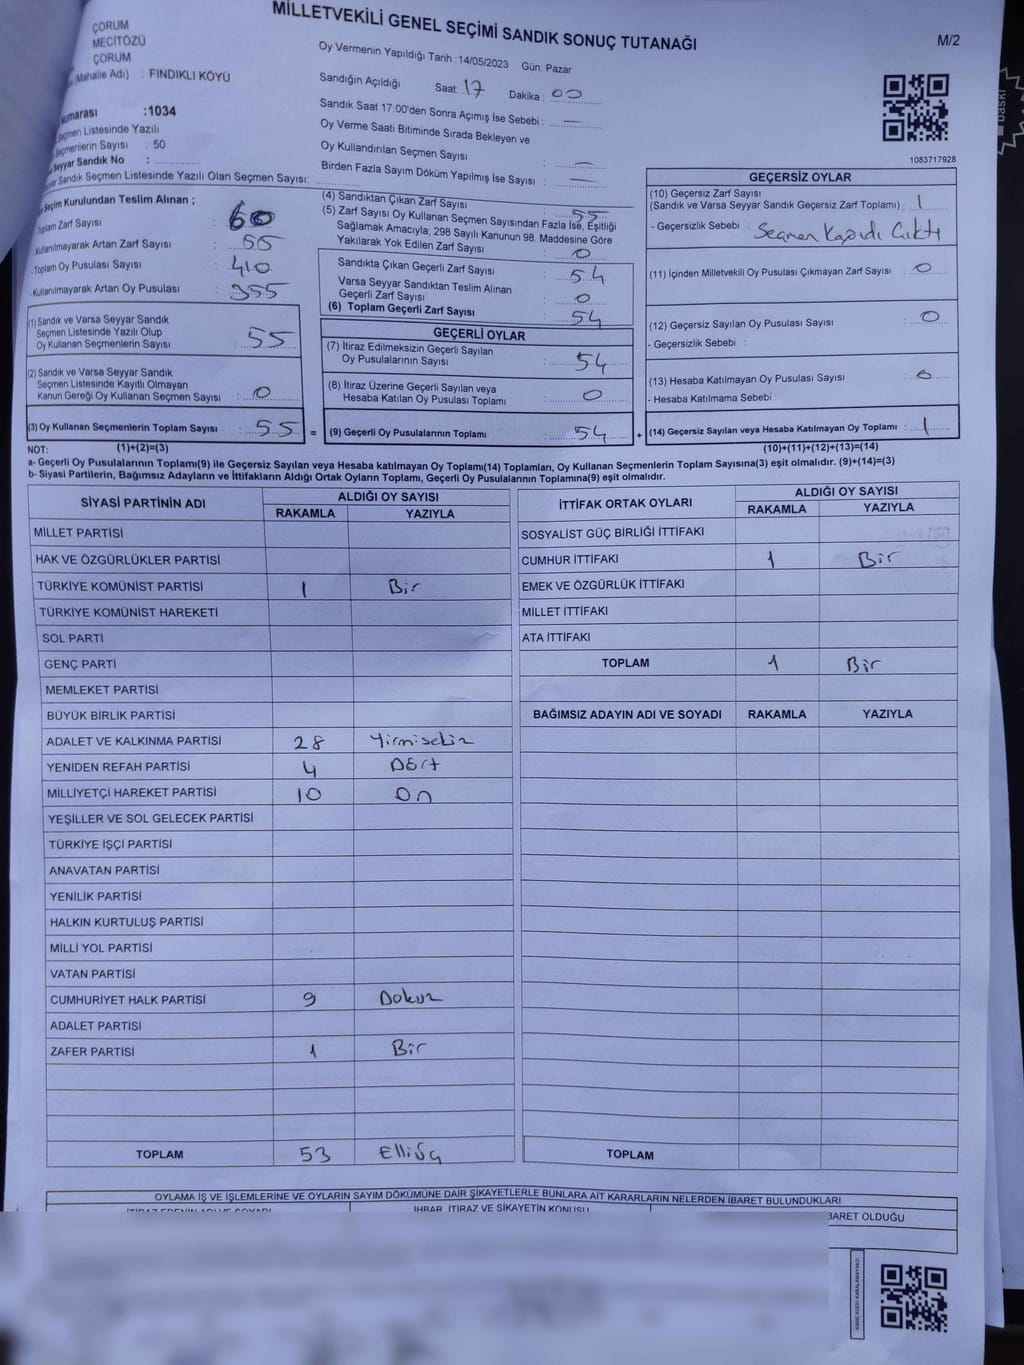 MİLLETVEKİLİ GENEL SEÇİMİ SANDIK SONUÇ TUTANAĞI
M/2
ÇORUM
MECİTÖZÜ
ÇORUM
(Mahalle Adı) : FINDIKLI KÖYÜ
:1034
Seçmen Listesinde Yazılı
Seçmenlerin Sayısı : 50
Seyyar Sandık No :
Seyyar Sandık Seçmen Listesinde Yazılı Olan Seçmen Sayısı:
Oy Vermenin Yapıldığı Tarih : 14/05/2023 Gün: Pazar
Sandığın Açıldığı Saat: 17 Dakika : 00
Sandık Saat 17:00'den Sonra Açımış İse Sebebi : —
Oy Verme Saati Bitiminde Sırada Bekleyen ve
Oy Kullandırılan Seçmen Sayısı : —
Birden Fazla Sayım Döküm Yapılmış İse Sayısı : —
1083717928
baskı
Seçim Kurulundan Teslim Alınan ;
Toplam Zarf Sayısı : 60
Kullanılmayarak Artan Zarf Sayısı : 55
-Toplam Oy Pusulası Sayısı : 410
- Kullanılmayarak Artan Oy Pusulası : 355
(1) Sandık ve Varsa Seyyar Sandık
Seçmen Listesinde Yazılı Olup
Oy Kullanan Seçmenlerin Sayısı : 55
(2) Sandık ve Varsa Seyyar Sandık
Seçmen Listesinde Kayıtlı Olmayan
Kanun Gereği Oy Kullanan Seçmen Sayısı : 0
(3) Oy Kullanan Seçmenlerin Toplam Sayısı : 55
(4) Sandıktan Çıkan Zarf Sayısı : 55
(5) Zarf Sayısı Oy Kullanan Seçmen Sayısından Fazla İse, Eşitliği
Sağlamak Amacıyla; 298 Sayılı Kanunun 98. Maddesine Göre
Yakılarak Yok Edilen Zarf Sayısı : 0
Sandıkta Çıkan Geçerli Zarf Sayısı : 54
Varsa Seyyar Sandıktan Teslim Alınan
Geçerli Zarf Sayısı : 0
(6) Toplam Geçerli Zarf Sayısı : 54
GEÇERLİ OYLAR
(7) İtiraz Edilmeksizin Geçerli Sayılan
Oy Pusulalarının Sayısı : 54
(8) İtiraz Üzerine Geçerli Sayılan veya
Hesaba Katılan Oy Pusulası Toplamı : 0
= (9) Geçerli Oy Pusulalarının Toplamı : 54 +
GEÇERSİZ OYLAR
(10) Geçersiz Zarf Sayısı
(Sandık ve Varsa Seyyar Sandık Geçersiz Zarf Toplamı) : 1
- Geçersizlik Sebebi : Seçmen Kağıdı Çıktı
(11) İçinden Milletvekili Oy Pusulası Çıkmayan Zarf Sayısı : 0
(12) Geçersiz Sayılan Oy Pusulası Sayısı : 0
- Geçersizlik Sebebi :
(13) Hesaba Katılmayan Oy Pusulası Sayısı : 0
- Hesaba Katılmama Sebebi :
(14) Geçersiz Sayılan veya Hesaba Katılmayan Oy Toplamı : 1
NOT: (1)+(2)=(3) (10)+(11)+(12)+(13)=(14)
a- Geçerli Oy Pusulalarının Toplamı(9) ile Geçersiz Sayılan veya Hesaba katılmayan Oy Toplamı(14) Toplamları, Oy Kullanan Seçmenlerin Toplam Sayısına(3) eşit olmalıdır. (9)+(14)=(3)
b- Siyasi Partilerin, Bağımsız Adayların ve İttifakların Aldığı Ortak Oyların Toplamı, Geçerli Oy Pusulalarının Toplamına(9) eşit olmalıdır.
SİYASİ PARTİNİN ADI ALDIĞI OY SAYISI
RAKAMLA YAZIYLA
MİLLET PARTİSİ
HAK VE ÖZGÜRLÜKLER PARTİSİ
TÜRKİYE KOMÜNİST PARTİSİ 1 Bir
TÜRKİYE KOMÜNİST HAREKETİ
SOL PARTİ
GENÇ PARTİ
MEMLEKET PARTİSİ
BÜYÜK BİRLİK PARTİSİ
ADALET VE KALKINMA PARTİSİ 28 Yirmisekiz
YENİDEN REFAH PARTİSİ 4 Dört
MİLLİYETÇİ HAREKET PARTİSİ 10 On
YEŞİLLER VE SOL GELECEK PARTİSİ
TÜRKİYE İŞÇİ PARTİSİ
ANAVATAN PARTİSİ
YENİLİK PARTİSİ
HALKIN KURTULUŞ PARTİSİ
MİLLİ YOL PARTİSİ
VATAN PARTİSİ
CUMHURİYET HALK PARTİSİ 9 Dokuz
ADALET PARTİSİ
ZAFER PARTİSİ 1 Bir
TOPLAM 53 Elliüç
İTTİFAK ORTAK OYLARI ALDIĞI OY SAYISI
RAKAMLA YAZIYLA
SOSYALİST GÜÇ BİRLİĞİ İTTİFAKI
CUMHUR İTTİFAKI 1 Bir
EMEK VE ÖZGÜRLÜK İTTİFAKI
MİLLET İTTİFAKI
ATA İTTİFAKI
TOPLAM 1 Bir
BAĞIMSIZ ADAYIN ADI VE SOYADI RAKAMLA YAZIYLA
TOPLAM
OYLAMA İŞ VE İŞLEMLERİNE VE OYLARIN SAYIM DÖKÜMÜNE DAİR ŞİKAYETLERLE BUNLARA AİT KARARLARIN NELERDEN İBARET BULUNDUKLARI
İHBAR, İTİRAZ VE ŞİKAYETİN KONUSU
BARET OLDUĞU